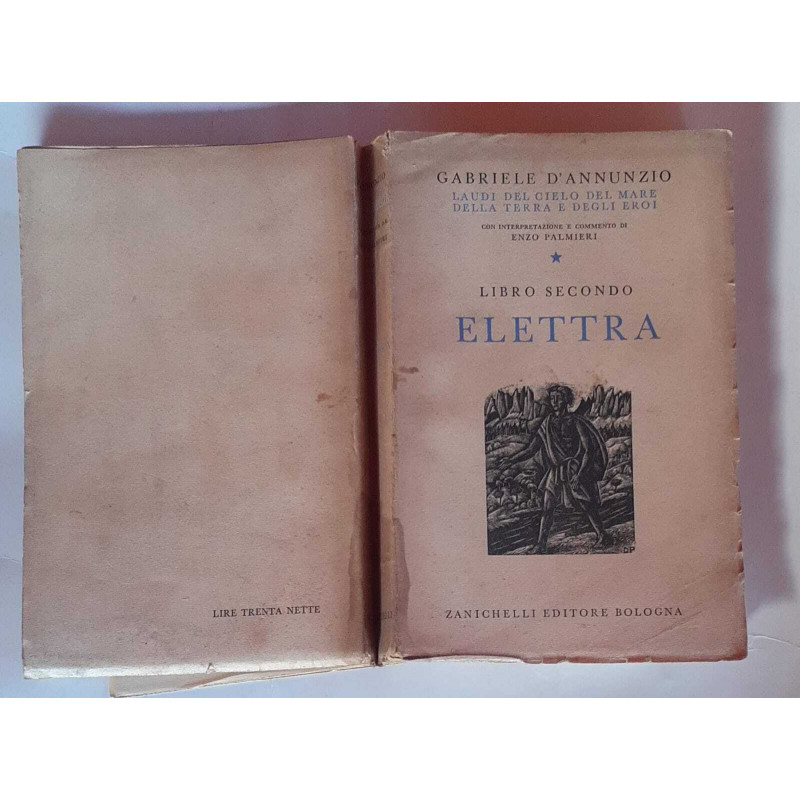 LIRE TRENTA NETTE
GABRIELE D'ANNUNZIO
LAUDI DEL CIELO DEL MARE
DELLA TERRA E DEGLI EROI
CON INTERPRETAZIONE E COMMENTO DI
ENZO PALMIERI
LIBRO SECONDO
ELETTRA
DP
ZANICHELLI EDITORE BOLOGNA